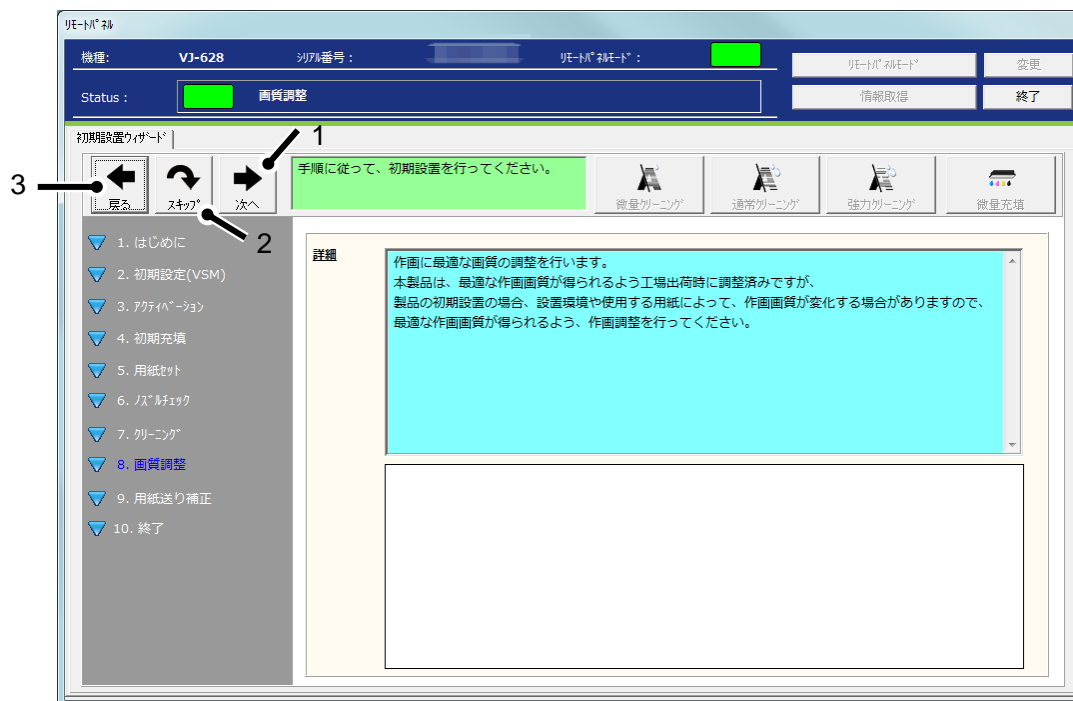 ﾘﾓｰﾄﾊﾟﾈﾙ
機種:
VJ-628
ｼﾘｱﾙ番号：
ﾘﾓｰﾄﾊﾟﾈﾙﾓｰﾄﾞ：
ﾘﾓｰﾄﾊﾟﾈﾙﾓｰﾄﾞ
変更
Status :
画質調整
情報取得
終了
初期設置ｳｨｻﾞｰﾄﾞ
1
3
戻る
ｽｷｯﾌﾟ
次へ
2
手順に従って、初期設置を行ってください。
微量ｸﾘｰﾆﾝｸﾞ
通常ｸﾘｰﾆﾝｸﾞ
強力ｸﾘｰﾆﾝｸﾞ
微量充填
1. はじめに
2. 初期設定(VSM)
3. ｱｸﾃｨﾍﾞｰｼｮﾝ
4. 初期充填
5. 用紙ｾｯﾄ
6. ﾉｽﾞﾙﾁｪｯｸ
7. ｸﾘｰﾆﾝｸﾞ
8. 画質調整
9. 用紙送り補正
10. 終了
詳細
作画に最適な画質の調整を行います。
本製品は、最適な作画画質が得られるよう工場出荷時に調整済みですが、
製品の初期設置の場合、設置環境や使用する用紙によって、作画画質が変化する場合がありますので、
最適な作画画質が得られるよう、作画調整を行ってください。